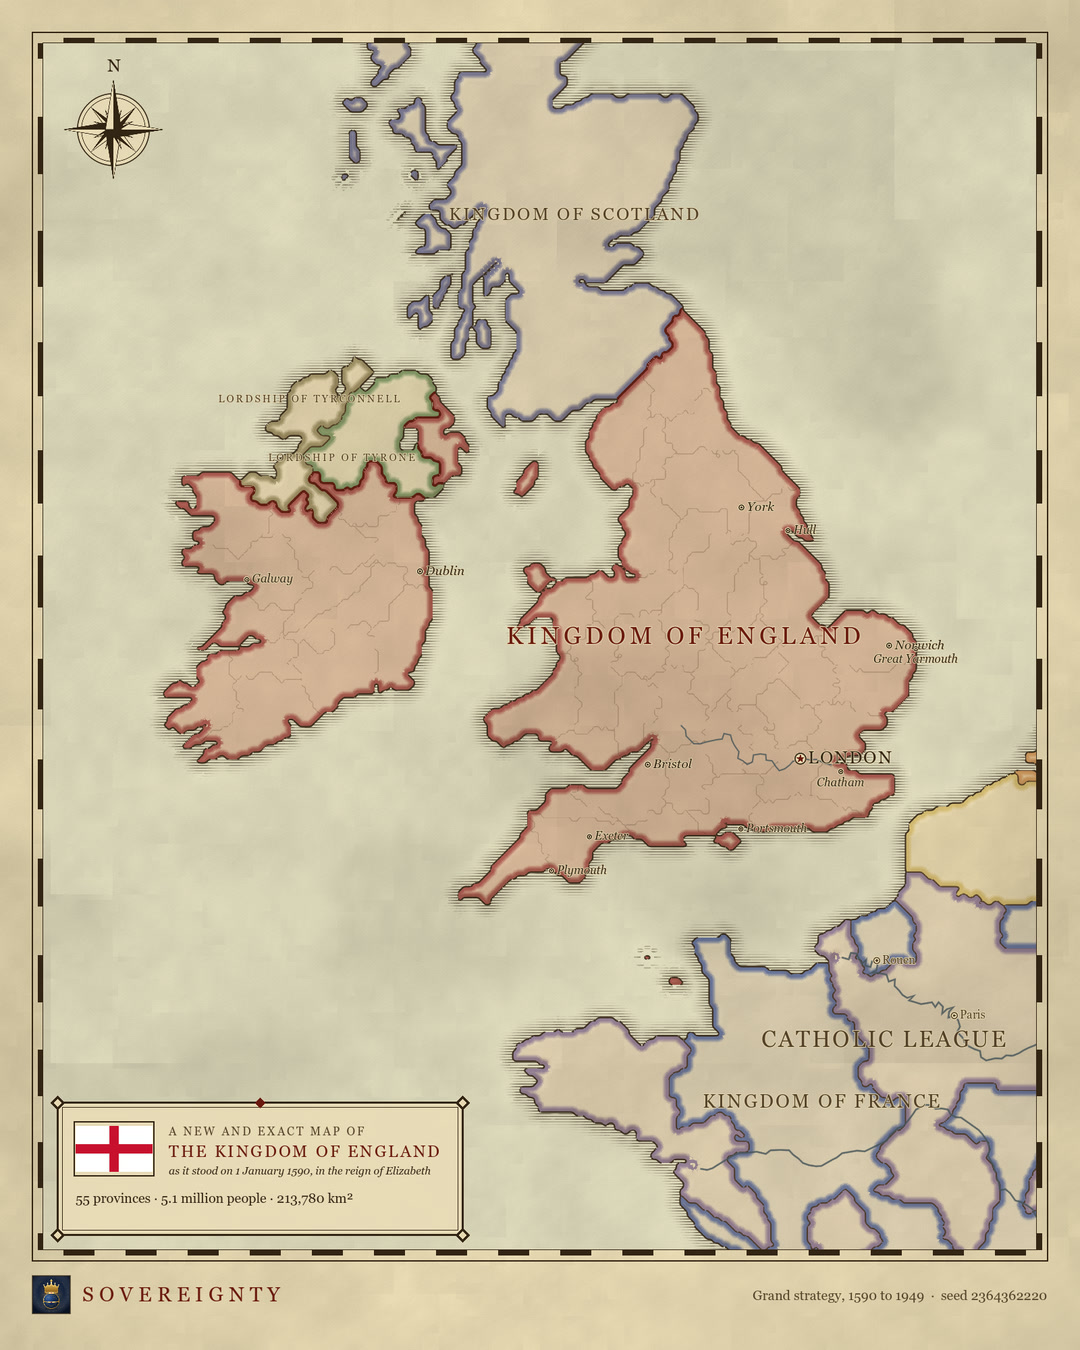 N
KINGDOM OF SCOTLAND
LORDSHIP OF TYRCONNELL
LORDSHIP OF TYRONE
York
Hull
Dublin
Galway
KINGDOM OF ENGLAND
Norwich
Great Yarmouth
LONDON
Bristol
Chatham
Portsmouth
Exeter
Plymouth
Rouen
Paris
CATHOLIC LEAGUE
KINGDOM OF FRANCE
A NEW AND EXACT MAP OF
THE KINGDOM OF ENGLAND
as it stood on 1 January 1590, in the reign of Elizabeth
55 provinces · 5.1 million people · 213,780 km²
SOVEREIGNTY
Grand strategy, 1590 to 1949 · seed 2364362220